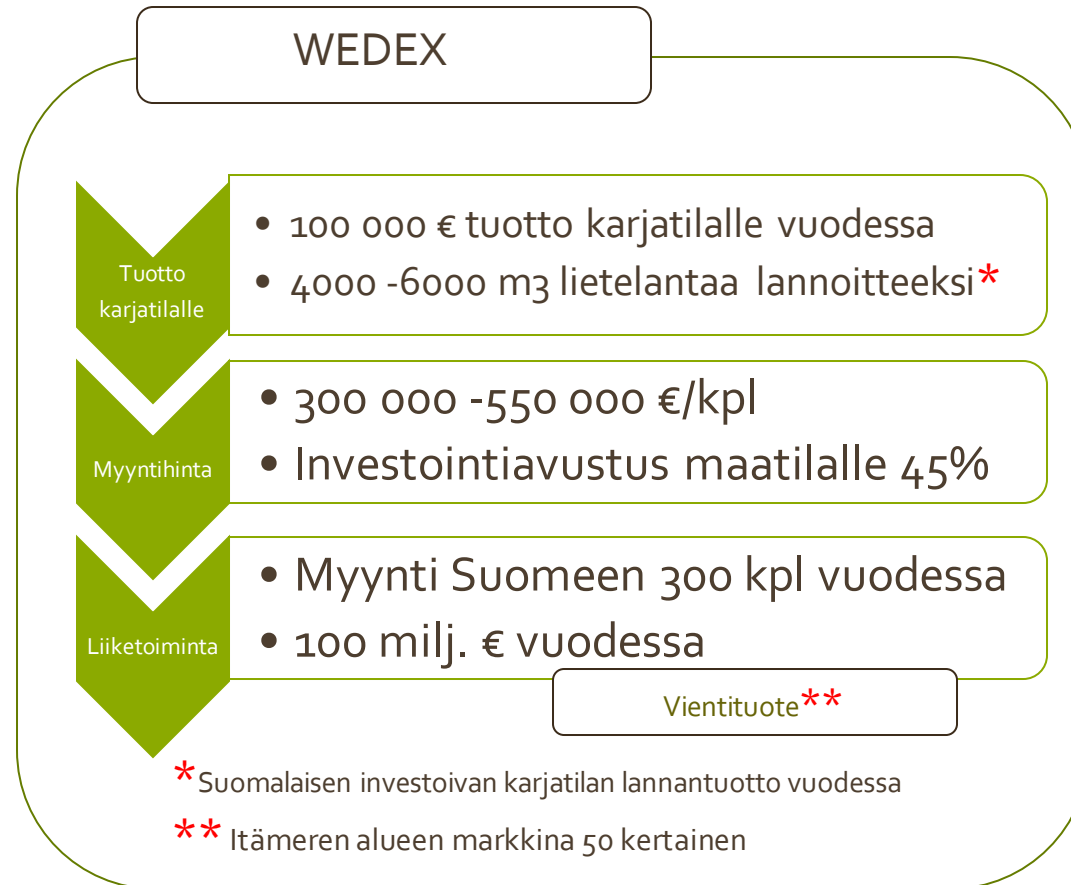 WEDEX
Tuotto
karjatilalle
• 100 000 € tuotto karjatilalle vuodessa
• 4000 -6000 m3 lietelantaa lannoitteeksi*
Myyntihinta
• 300 000 -550 000 €/kpl
• Investointiavustus maatilalle 45%
Liiketoiminta
• Myynti Suomeen 300 kpl vuodessa
• 100 milj. € vuodessa
Vientituote**
*Suomalaisen investoivan karjatilan lannantuotto vuodessa
** Itämeren alueen markkina 50 kertainen